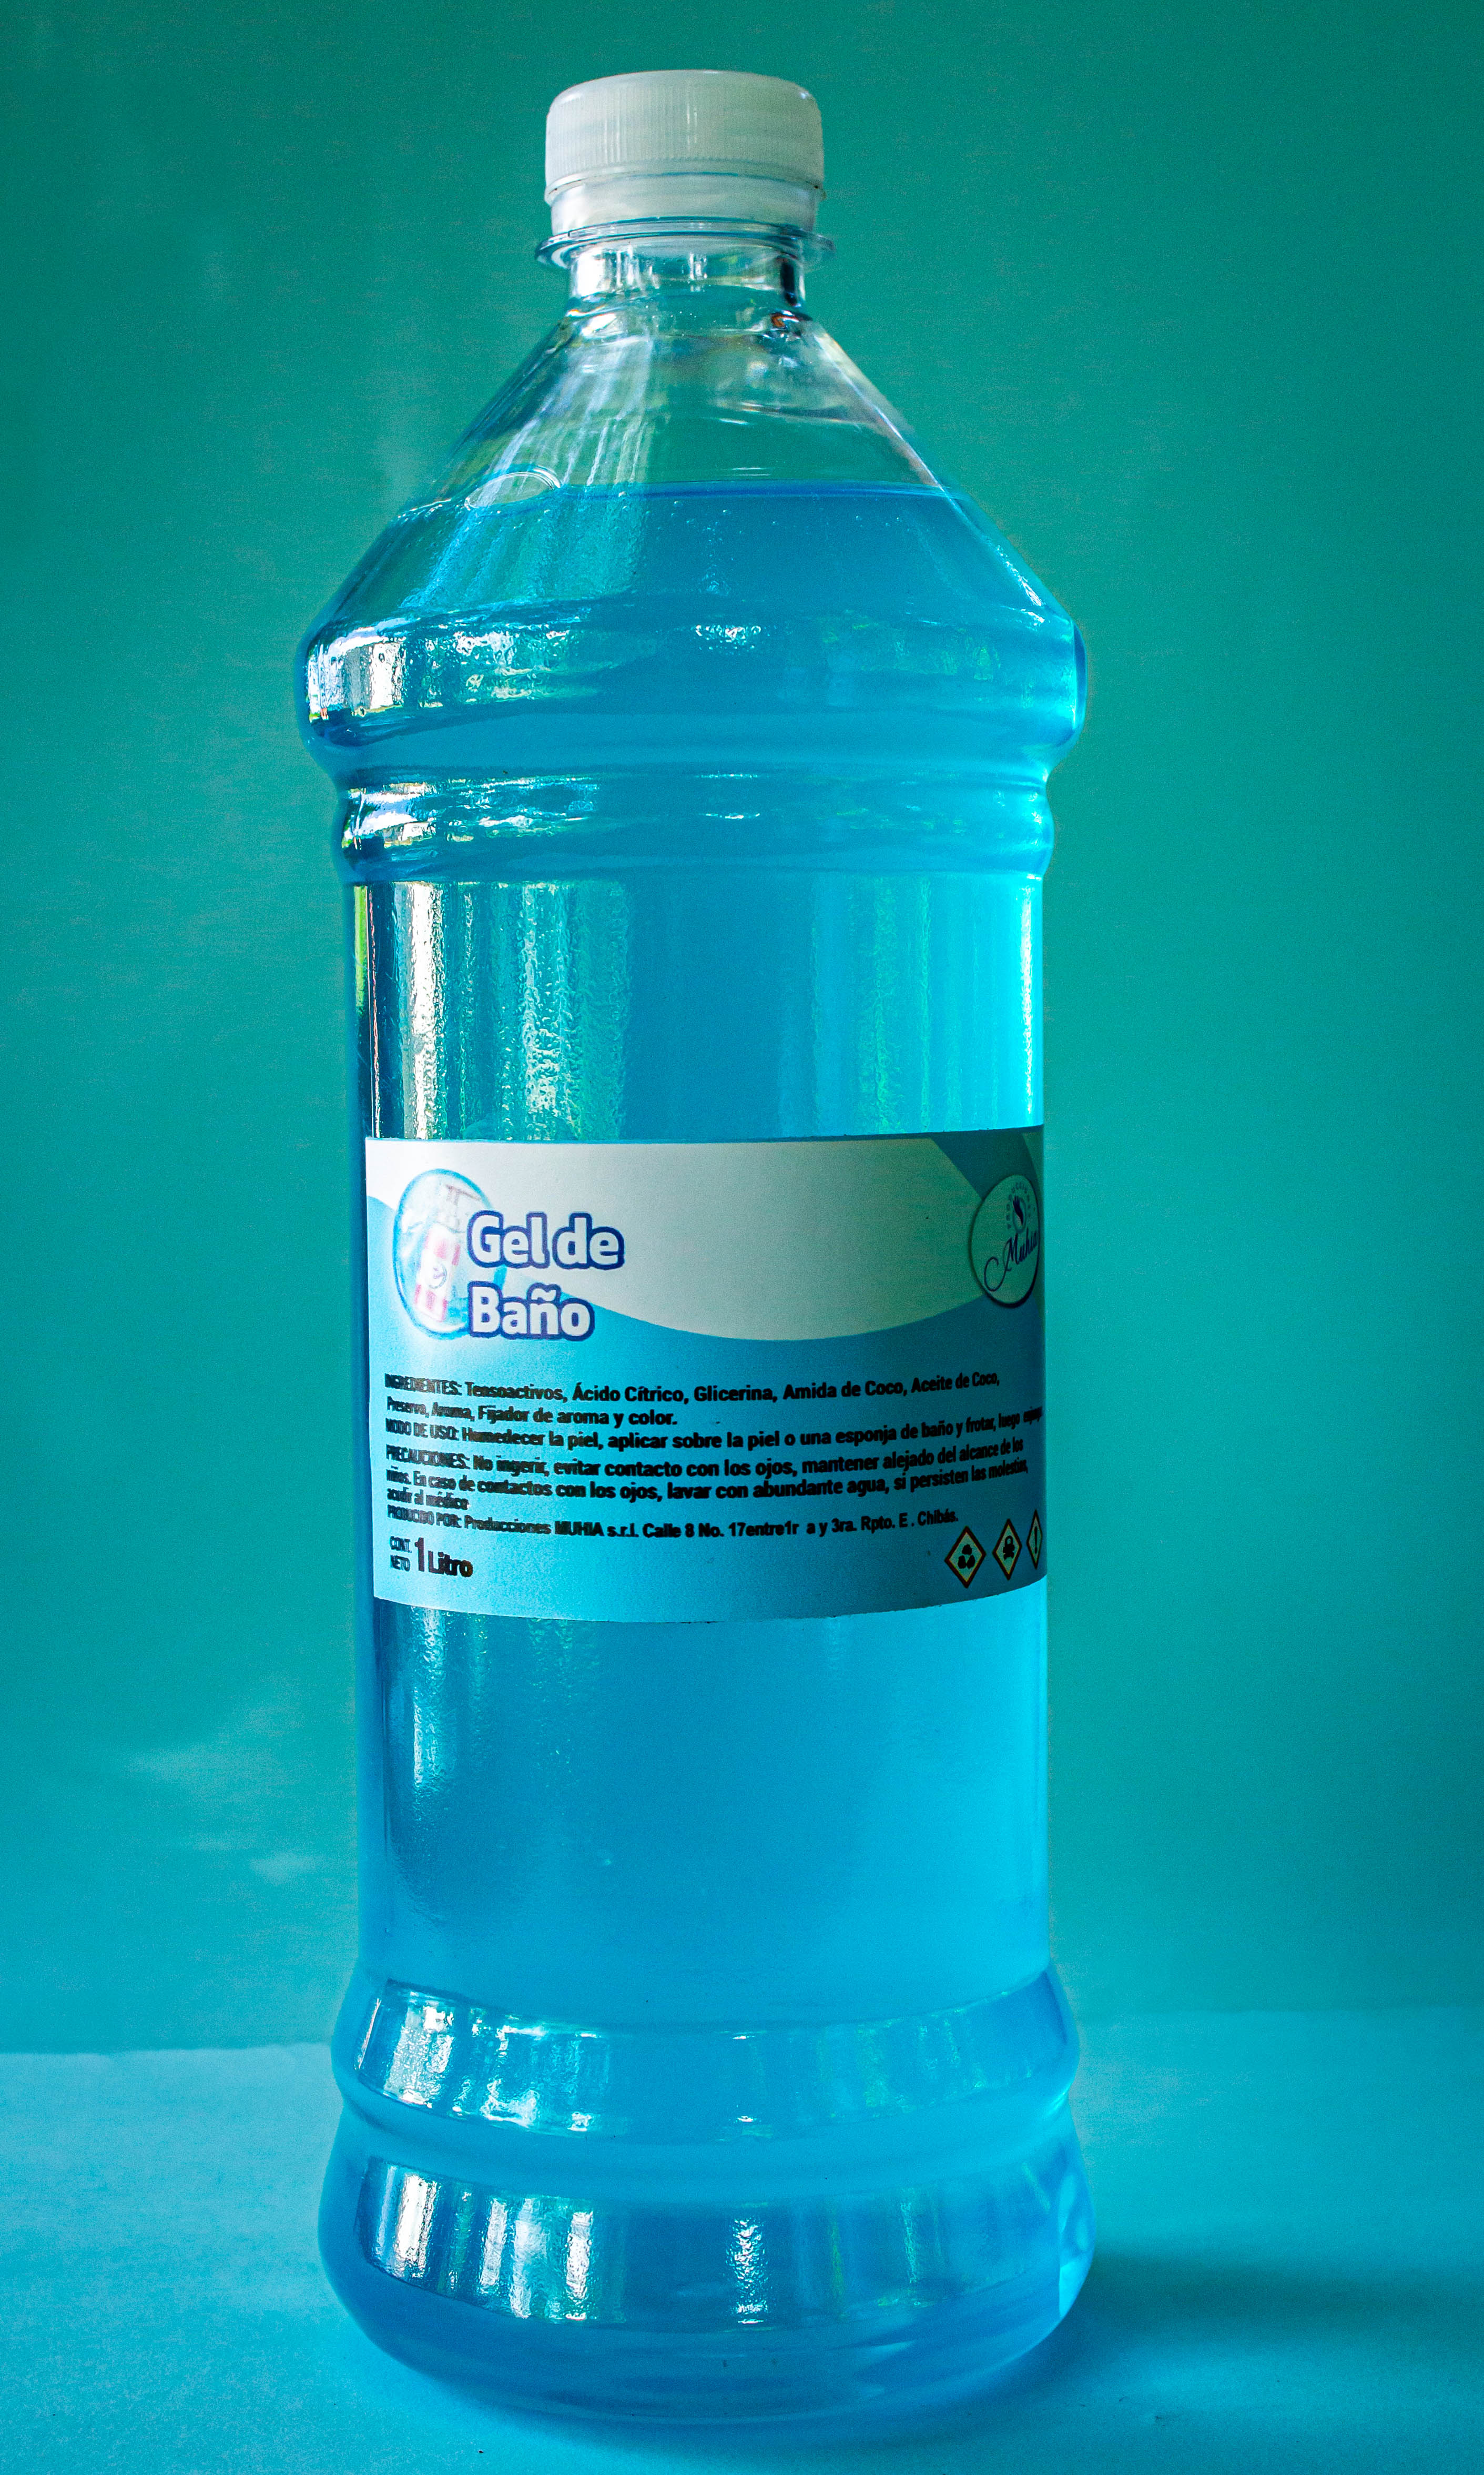 Gel de
Baño
Muhia
INGREDIENTES: Tensoactivos, Ácido Cítrico, Glicerina, Amida de Coco, Aceite de Coco,
Preservo, Aroma, Fijador de aroma y color.
MODO DE USO: Humedecer la piel, aplicar sobre la piel o una esponja de baño y frotar, luego
PRECAUCIONES: No ingerir, evitar contacto con los ojos, mantener alejado del alcance de los
niños. En caso de contactos con los ojos, lavar con abundante agua, si persisten las molestias,
acudir al médico
PRODUCIDO POR: Producciones MUHIA s.r.l. Calle 8 No. 17entre1r a y 3ra. Rpto. E . Chibás.
CONT. 1 Litro
NETO